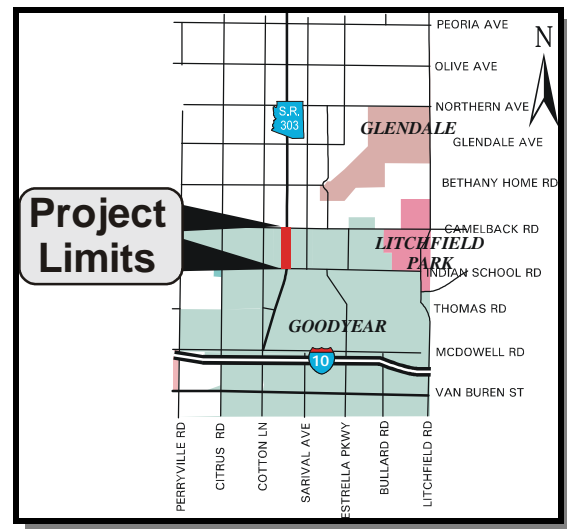 PEORIA AVE
N
OLIVE AVE
NORTHERN AVE
S.R.
303
GLENDALE
GLENDALE AVE
BETHANY HOME RD
Project
Limits
CAMELBACK RD
LITCHFIELD
PARK
INDIAN SCHOOL RD
THOMAS RD
GOODYEAR
MCDOWELL RD
10
VAN BUREN ST
PERRYVILLE RD
CITRUS RD
COTTON LN
SARIVAL AVE
ESTRELLA PKWY
BULLARD RD
LITCHFIELD RD